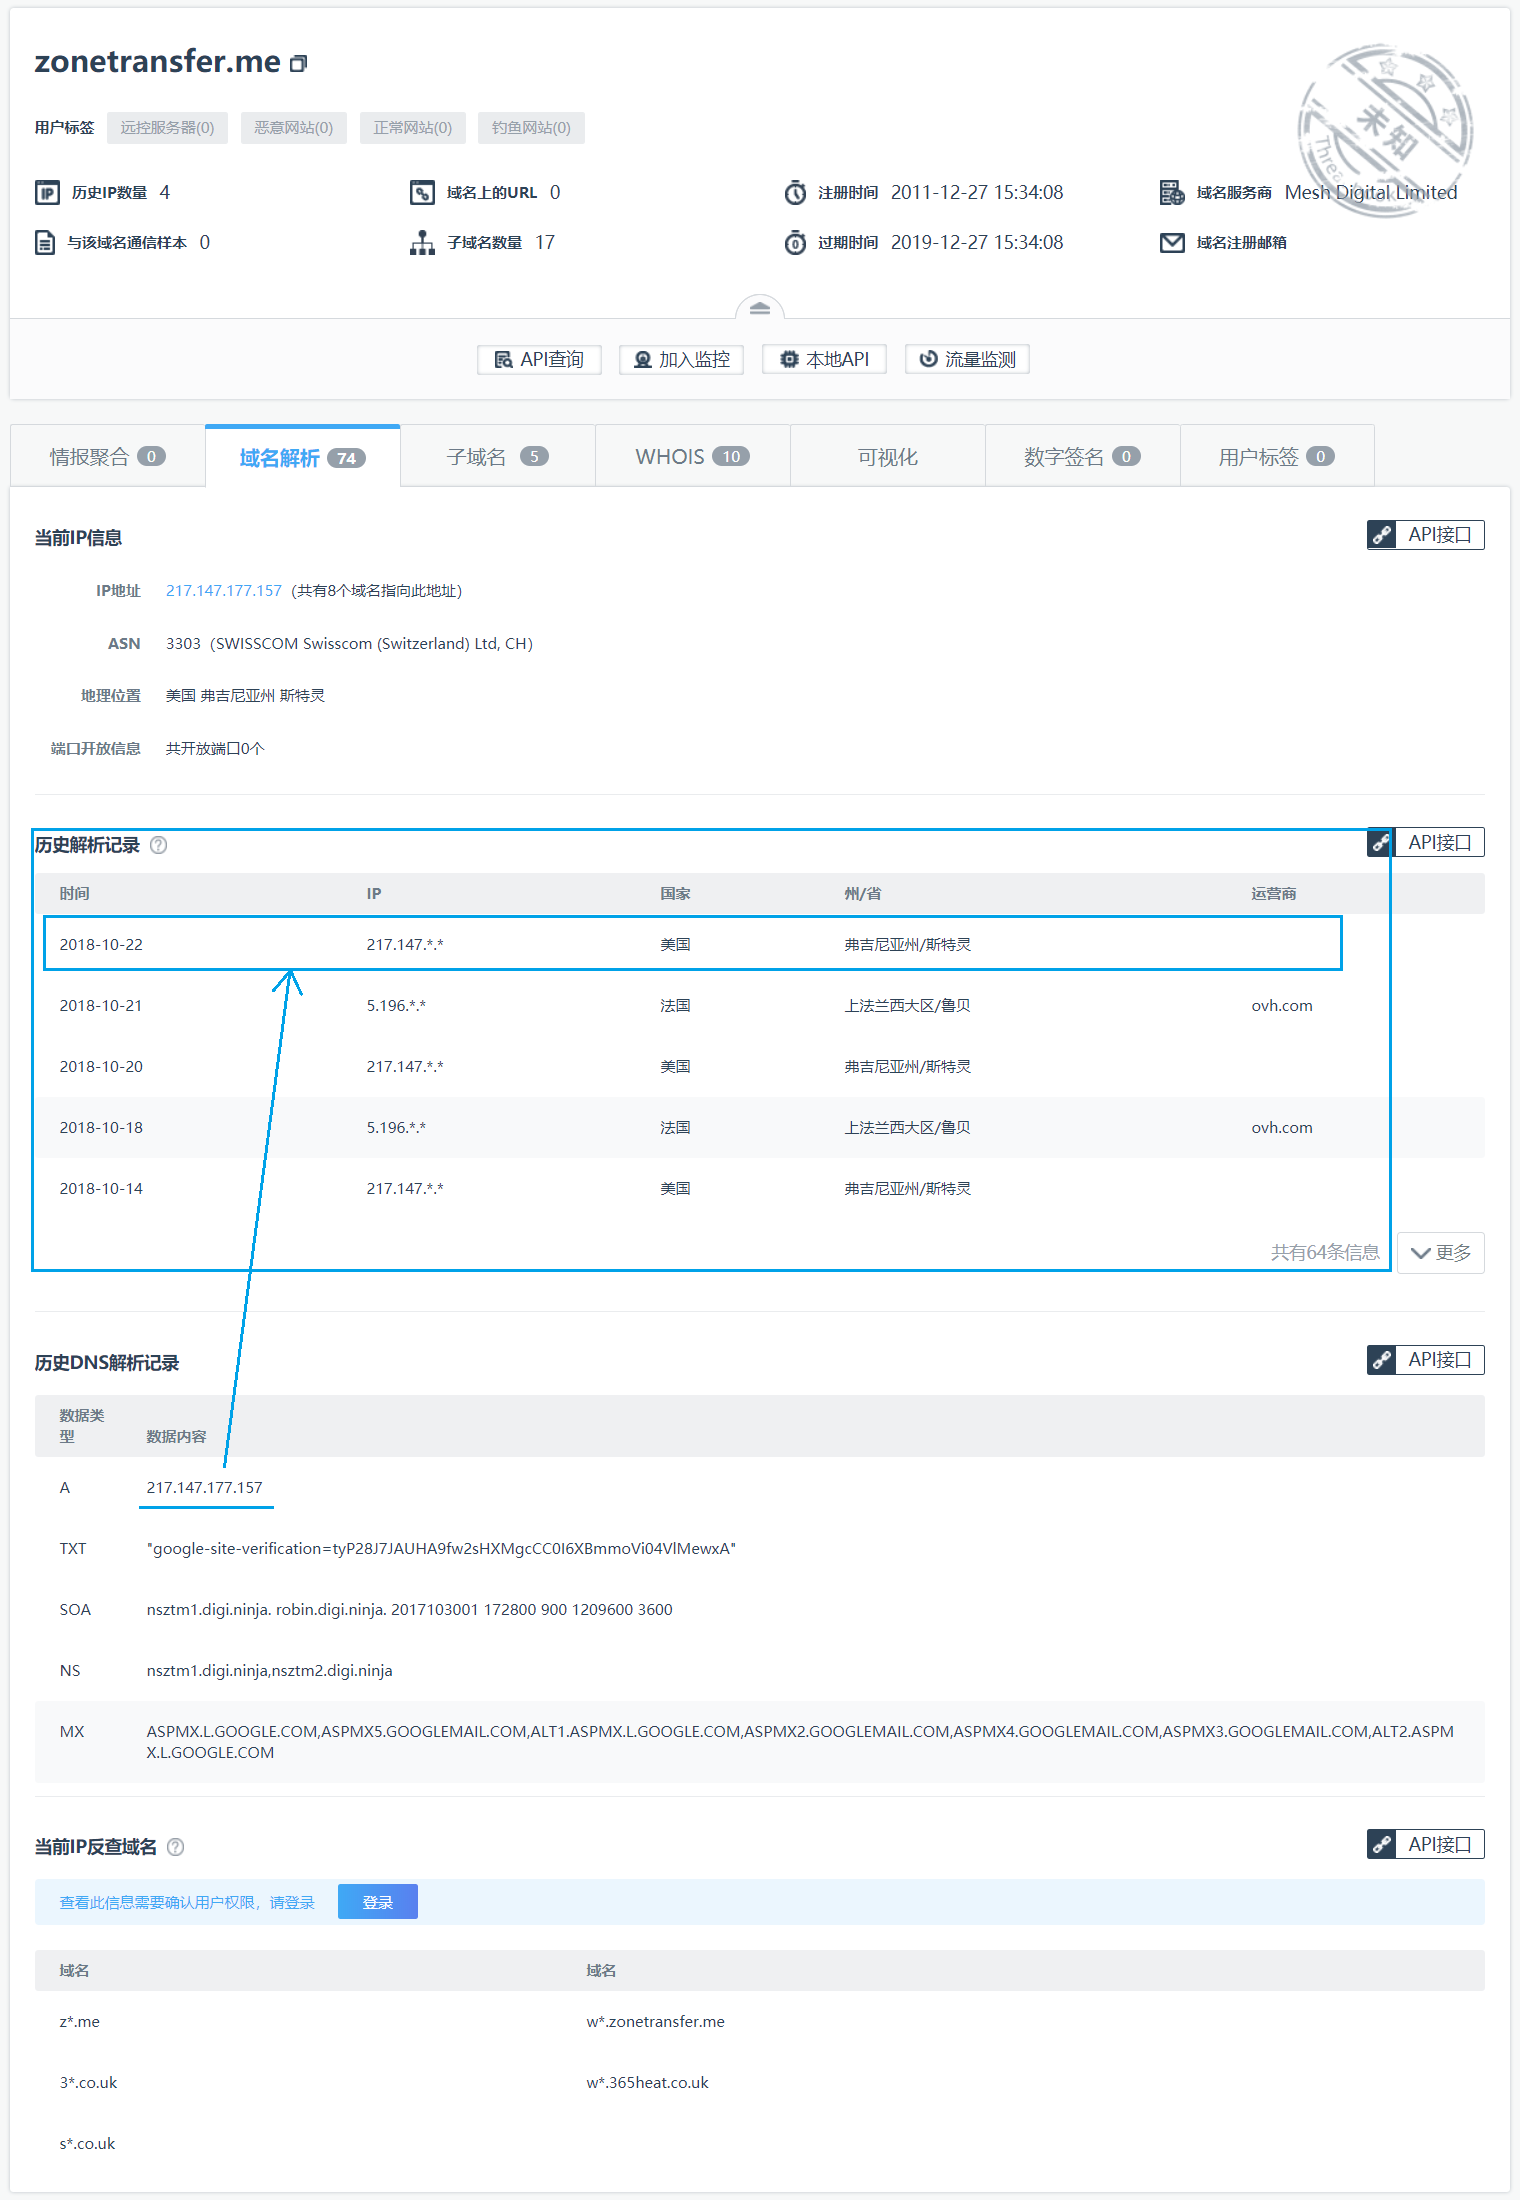 zonetransfer.me
用户标签 远控服务器(0) 恶意网站(0) 正常网站(0) 钓鱼网站(0)
未知
历史IP数量 4 域名上的URL 0 注册时间 2011-12-27 15:34:08 域名服务商 Mesh Digital Limited
与该域名通信样本 0 子域名数量 17 过期时间 2019-12-27 15:34:08 域名注册邮箱
API查询 加入监控 本地API 流量监测
情报聚合 0 域名解析 74 子域名 5 WHOIS 10 可视化 数字签名 0 用户标签 0
当前IP信息 API接口
IP地址 217.147.177.157 (共有8个域名指向此地址)
ASN 3303 (SWISSCOM Swisscom (Switzerland) Ltd, CH)
地理位置 美国 弗吉尼亚州 斯特灵
端口开放信息 共开放端口0个
历史解析记录 API接口
时间 IP 国家 州/省 运营商
2018-10-22 217.147.*.* 美国 弗吉尼亚州/斯特灵
2018-10-21 5.196.*.* 法国 上法兰西大区/鲁贝 ovh.com
2018-10-20 217.147.*.* 美国 弗吉尼亚州/斯特灵
2018-10-18 5.196.*.* 法国 上法兰西大区/鲁贝 ovh.com
2018-10-14 217.147.*.* 美国 弗吉尼亚州/斯特灵
共有64条信息 更多
历史DNS解析记录 API接口
数据类
型 数据内容
A 217.147.177.157
TXT "google-site-verification=tyP28J7JAUHA9fw2sHXMgcCC0I6XBmmoVi04VlMewxA"
SOA nsztm1.digi.ninja. robin.digi.ninja. 2017103001 172800 900 1209600 3600
NS nsztm1.digi.ninja,nsztm2.digi.ninja
MX ASPMX.L.GOOGLE.COM,ASPMX5.GOOGLEMAIL.COM,ALT1.ASPMX.L.GOOGLE.COM,ASPMX2.GOOGLEMAIL.COM,ASPMX4.GOOGLEMAIL.COM,ASPMX3.GOOGLEMAIL.COM,ALT2.ASPM
X.L.GOOGLE.COM
当前IP反查域名 API接口
查看此信息需要确认用户权限，请登录 登录
域名 域名
z*.me w*.zonetransfer.me
3*.co.uk w*.365heat.co.uk
s*.co.uk